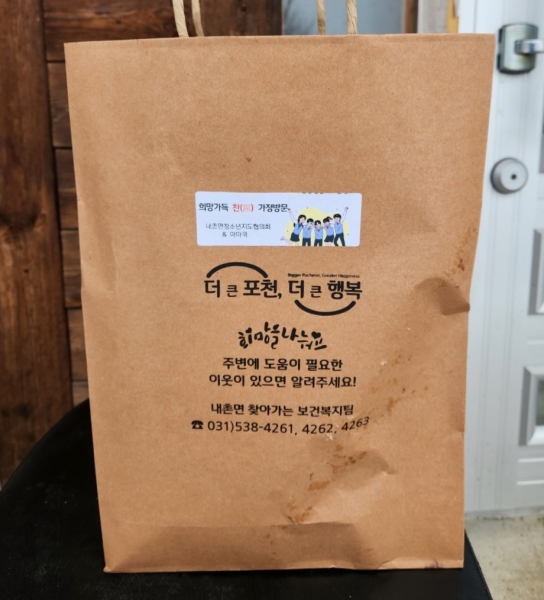 희망가득 찬(饌) 가정방문
내촌면청소년지도협의회
& 아마국
Bigger Pocheon, Greater Happiness
더 큰 포천, 더 큰 행복
희망을 나눠요
주변에 도움이 필요한
이웃이 있으면 알려주세요!
내촌면 찾아가는 보건복지팀
☎ 031)538-4261, 4262, 4263